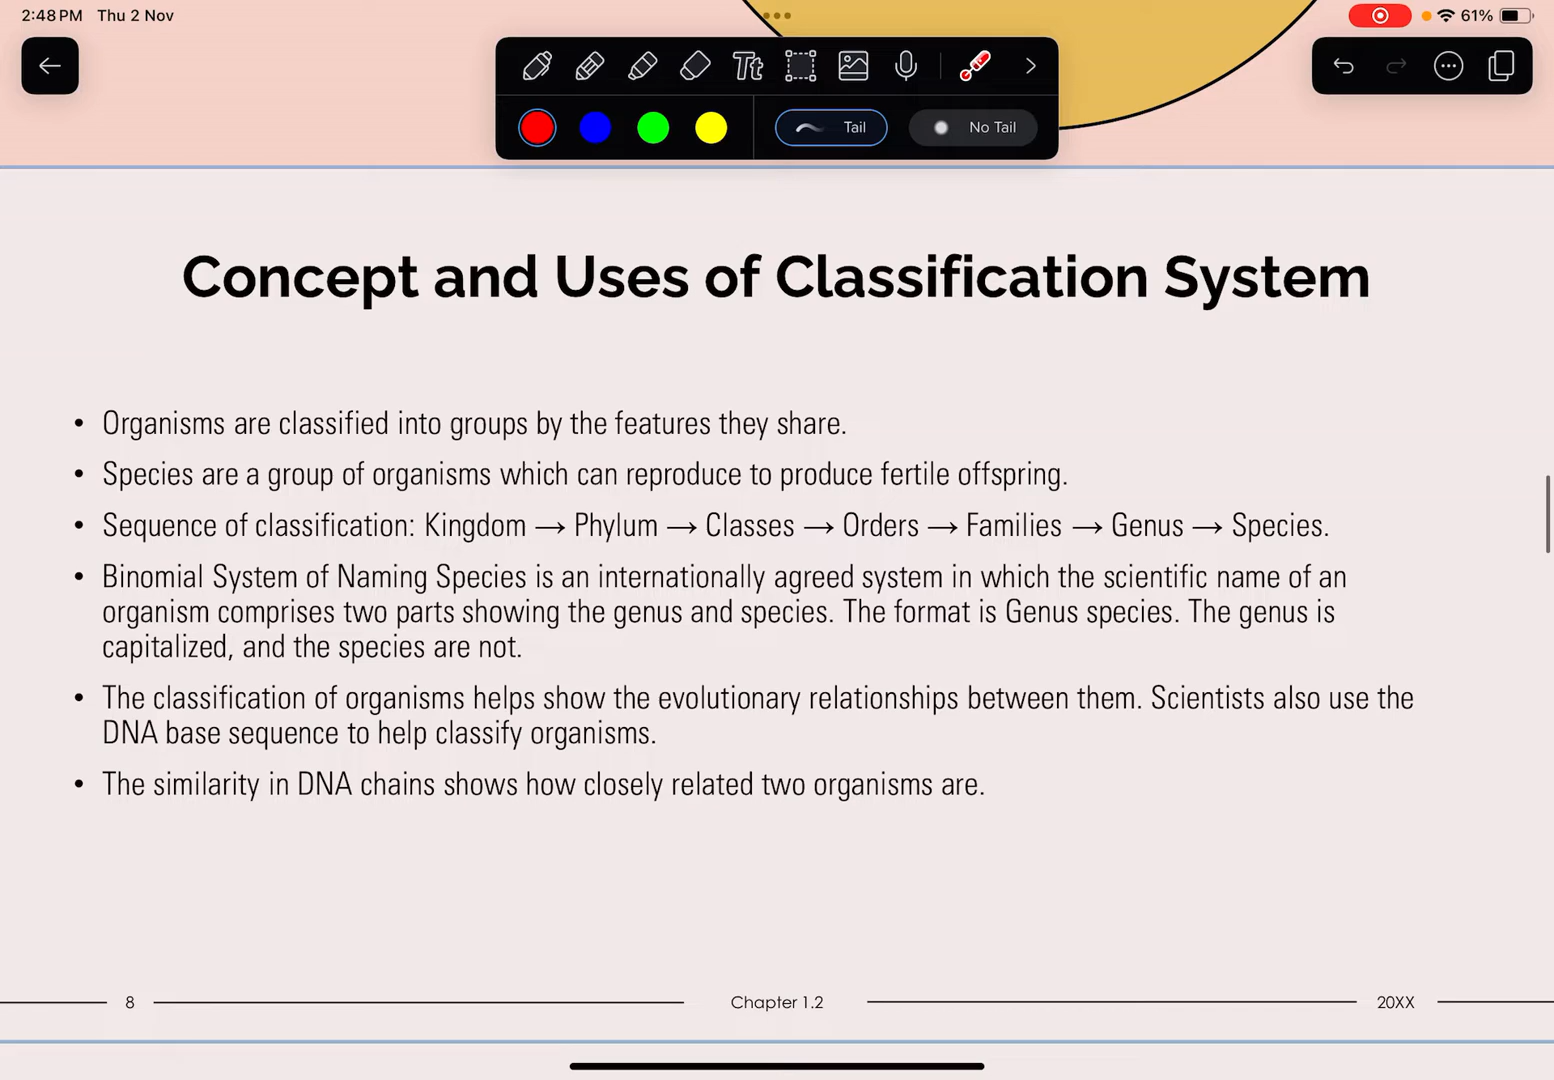 2:48 PM Thu 2 Nov
61%
Tt
Tail
No Tail
Concept and Uses of Classification System
• Organisms are classified into groups by the features they share.
• Species are a group of organisms which can reproduce to produce fertile offspring.
• Sequence of classification: Kingdom → Phylum → Classes → Orders → Families → Genus → Species.
• Binomial System of Naming Species is an internationally agreed system in which the scientific name of an
organism comprises two parts showing the genus and species. The format is Genus species. The genus is
capitalized, and the species are not.
• The classification of organisms helps show the evolutionary relationships between them. Scientists also use the
DNA base sequence to help classify organisms.
• The similarity in DNA chains shows how closely related two organisms are.
8
Chapter 1.2
20XX